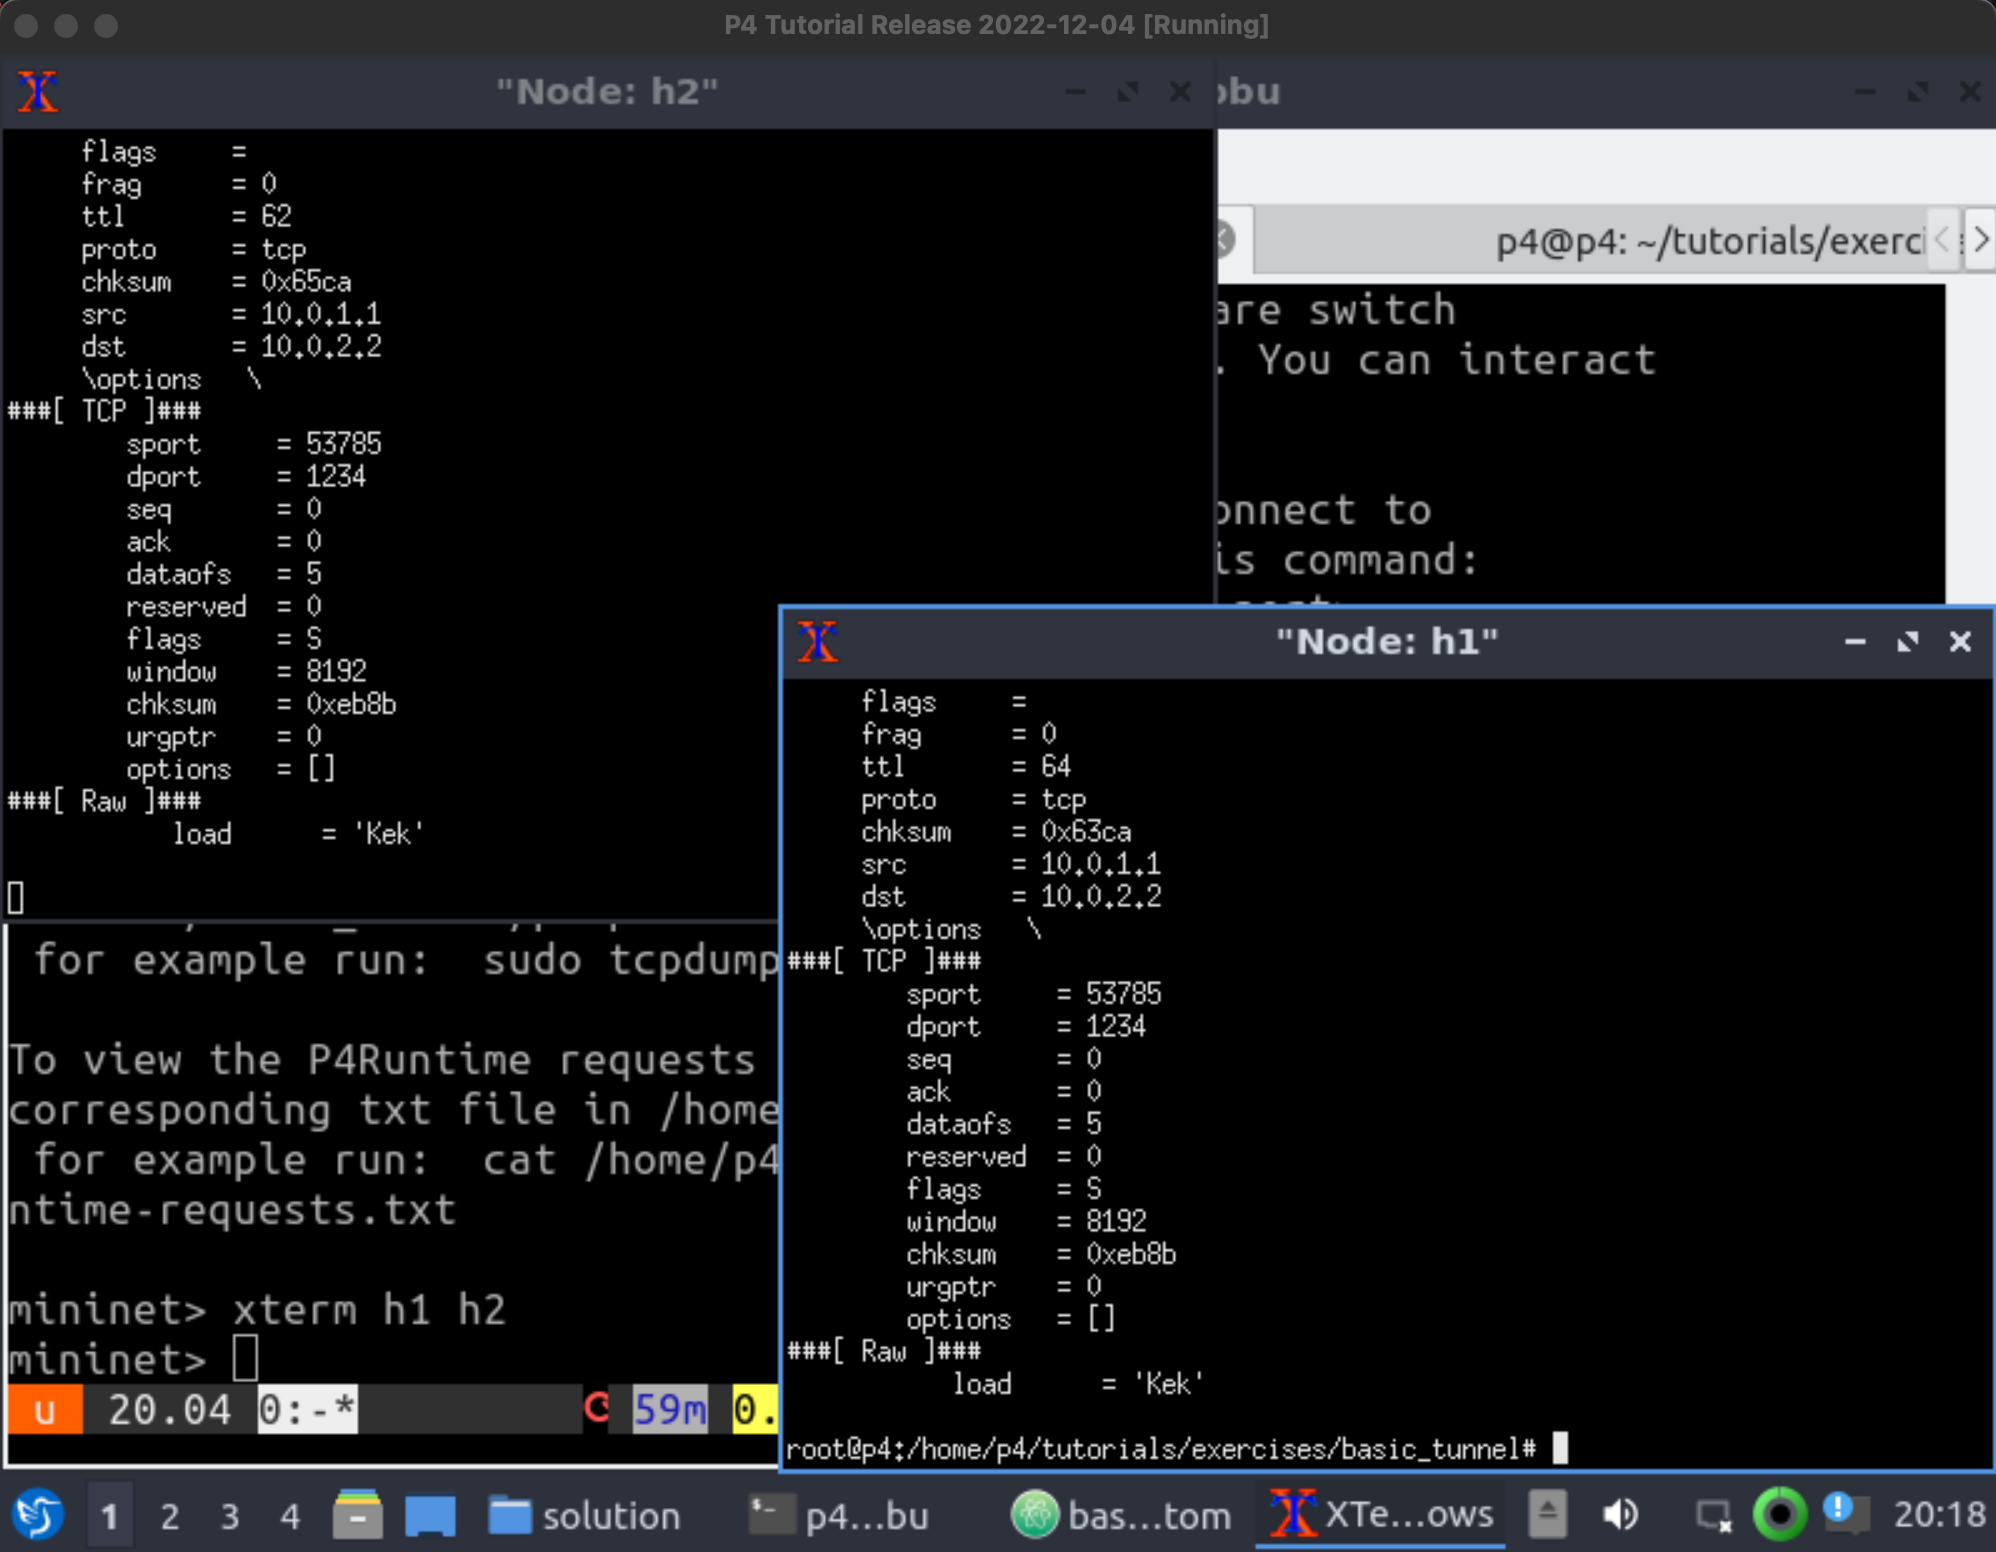 P4 Tutorial Release 2022-12-04 [Running]
"Node: h2"
flags =
frag = 0
ttl = 62
proto = tcp
chksum = 0x65ca
src = 10.0.1.1
dst = 10.0.2.2
\options \
###[ TCP ]###
sport = 53785
dport = 1234
seq = 0
ack = 0
dataofs = 5
reserved = 0
flags = S
window = 8192
chksum = 0xeb8b
urgptr = 0
options = []
###[ Raw ]###
load = 'Kek'
obu
p4@p4: ~/tutorials/exerci
are switch
. You can interact
onnect to
is command:
"Node: h1"
flags =
frag = 0
ttl = 64
proto = tcp
chksum = 0x63ca
src = 10.0.1.1
dst = 10.0.2.2
\options \
###[ TCP ]###
sport = 53785
dport = 1234
seq = 0
ack = 0
dataofs = 5
reserved = 0
flags = S
window = 8192
chksum = 0xeb8b
urgptr = 0
options = []
###[ Raw ]###
load = 'Kek'
root@p4:/home/p4/tutorials/exercises/basic_tunnel#
for example run: sudo tcpdump
To view the P4Runtime requests
corresponding txt file in /home
for example run: cat /home/p4
ntime-requests.txt
mininet> xterm h1 h2
mininet>
u 20.04 0:-* 59m 0.
1 2 3 4 solution p4...bu bas...tom XTe...ows 20:18